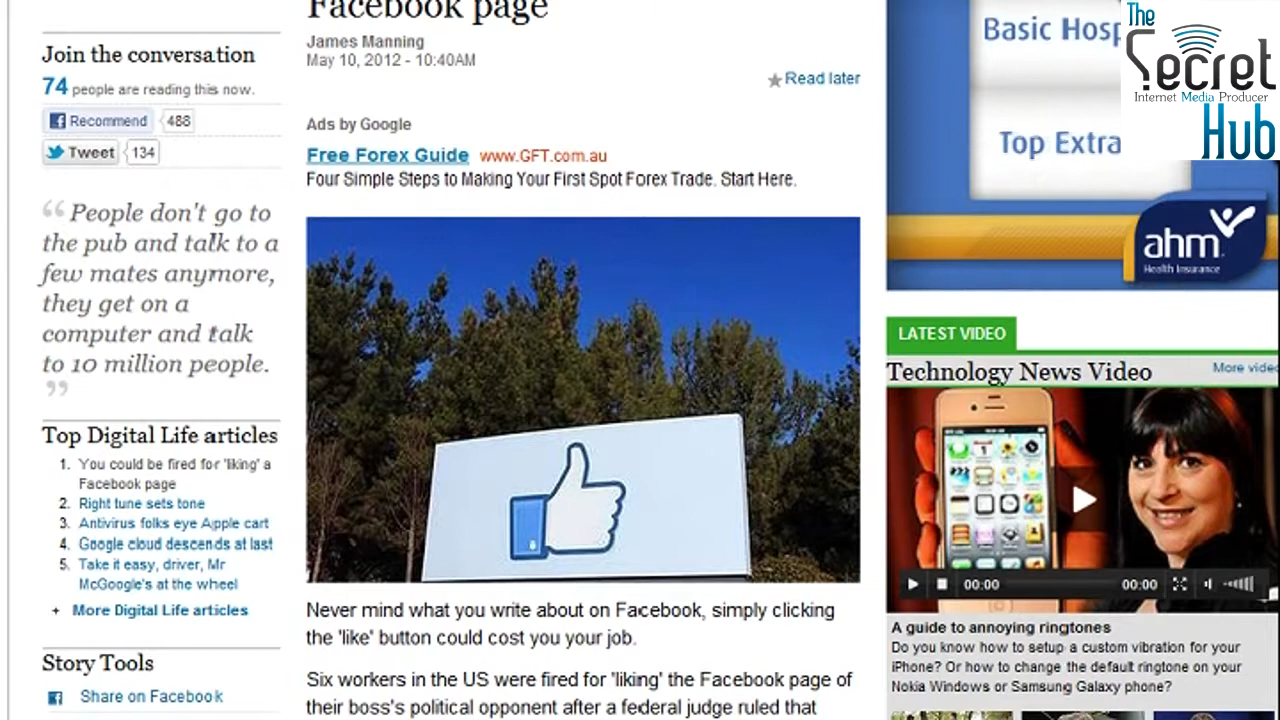 Facebook page
James Manning
May 10, 2012 - 10:40AM
Read later
Join the conversation
74 people are reading this now.
Recommend 488
Tweet 134
“ People don't go to
the pub and talk to a
few mates anymore,
they get on a
computer and talk
to 10 million people.
”
Top Digital Life articles
1. You could be fired for 'liking' a
Facebook page
2. Right tune sets tone
3. Antivirus folks eye Apple cart
4. Google cloud descends at last
5. Take it easy, driver, Mr
McGoogle's at the wheel
+ More Digital Life articles
Story Tools
Share on Facebook
Ads by Google
Free Forex Guide www.GFT.com.au
Four Simple Steps to Making Your First Spot Forex Trade. Start Here.
Never mind what you write about on Facebook, simply clicking
the 'like' button could cost you your job.
Six workers in the US were fired for 'liking' the Facebook page of
their boss's political opponent after a federal judge ruled that
Basic Hosp
Top Extra
The
Secret
Internet Media Producer
Hub
ahm
Health Insurance
LATEST VIDEO
Technology News Video
More video
00:00 00:00
A guide to annoying ringtones
Do you know how to setup a custom vibration for your
iPhone? Or how to change the default ringtone on your
Nokia Windows or Samsung Galaxy phone?